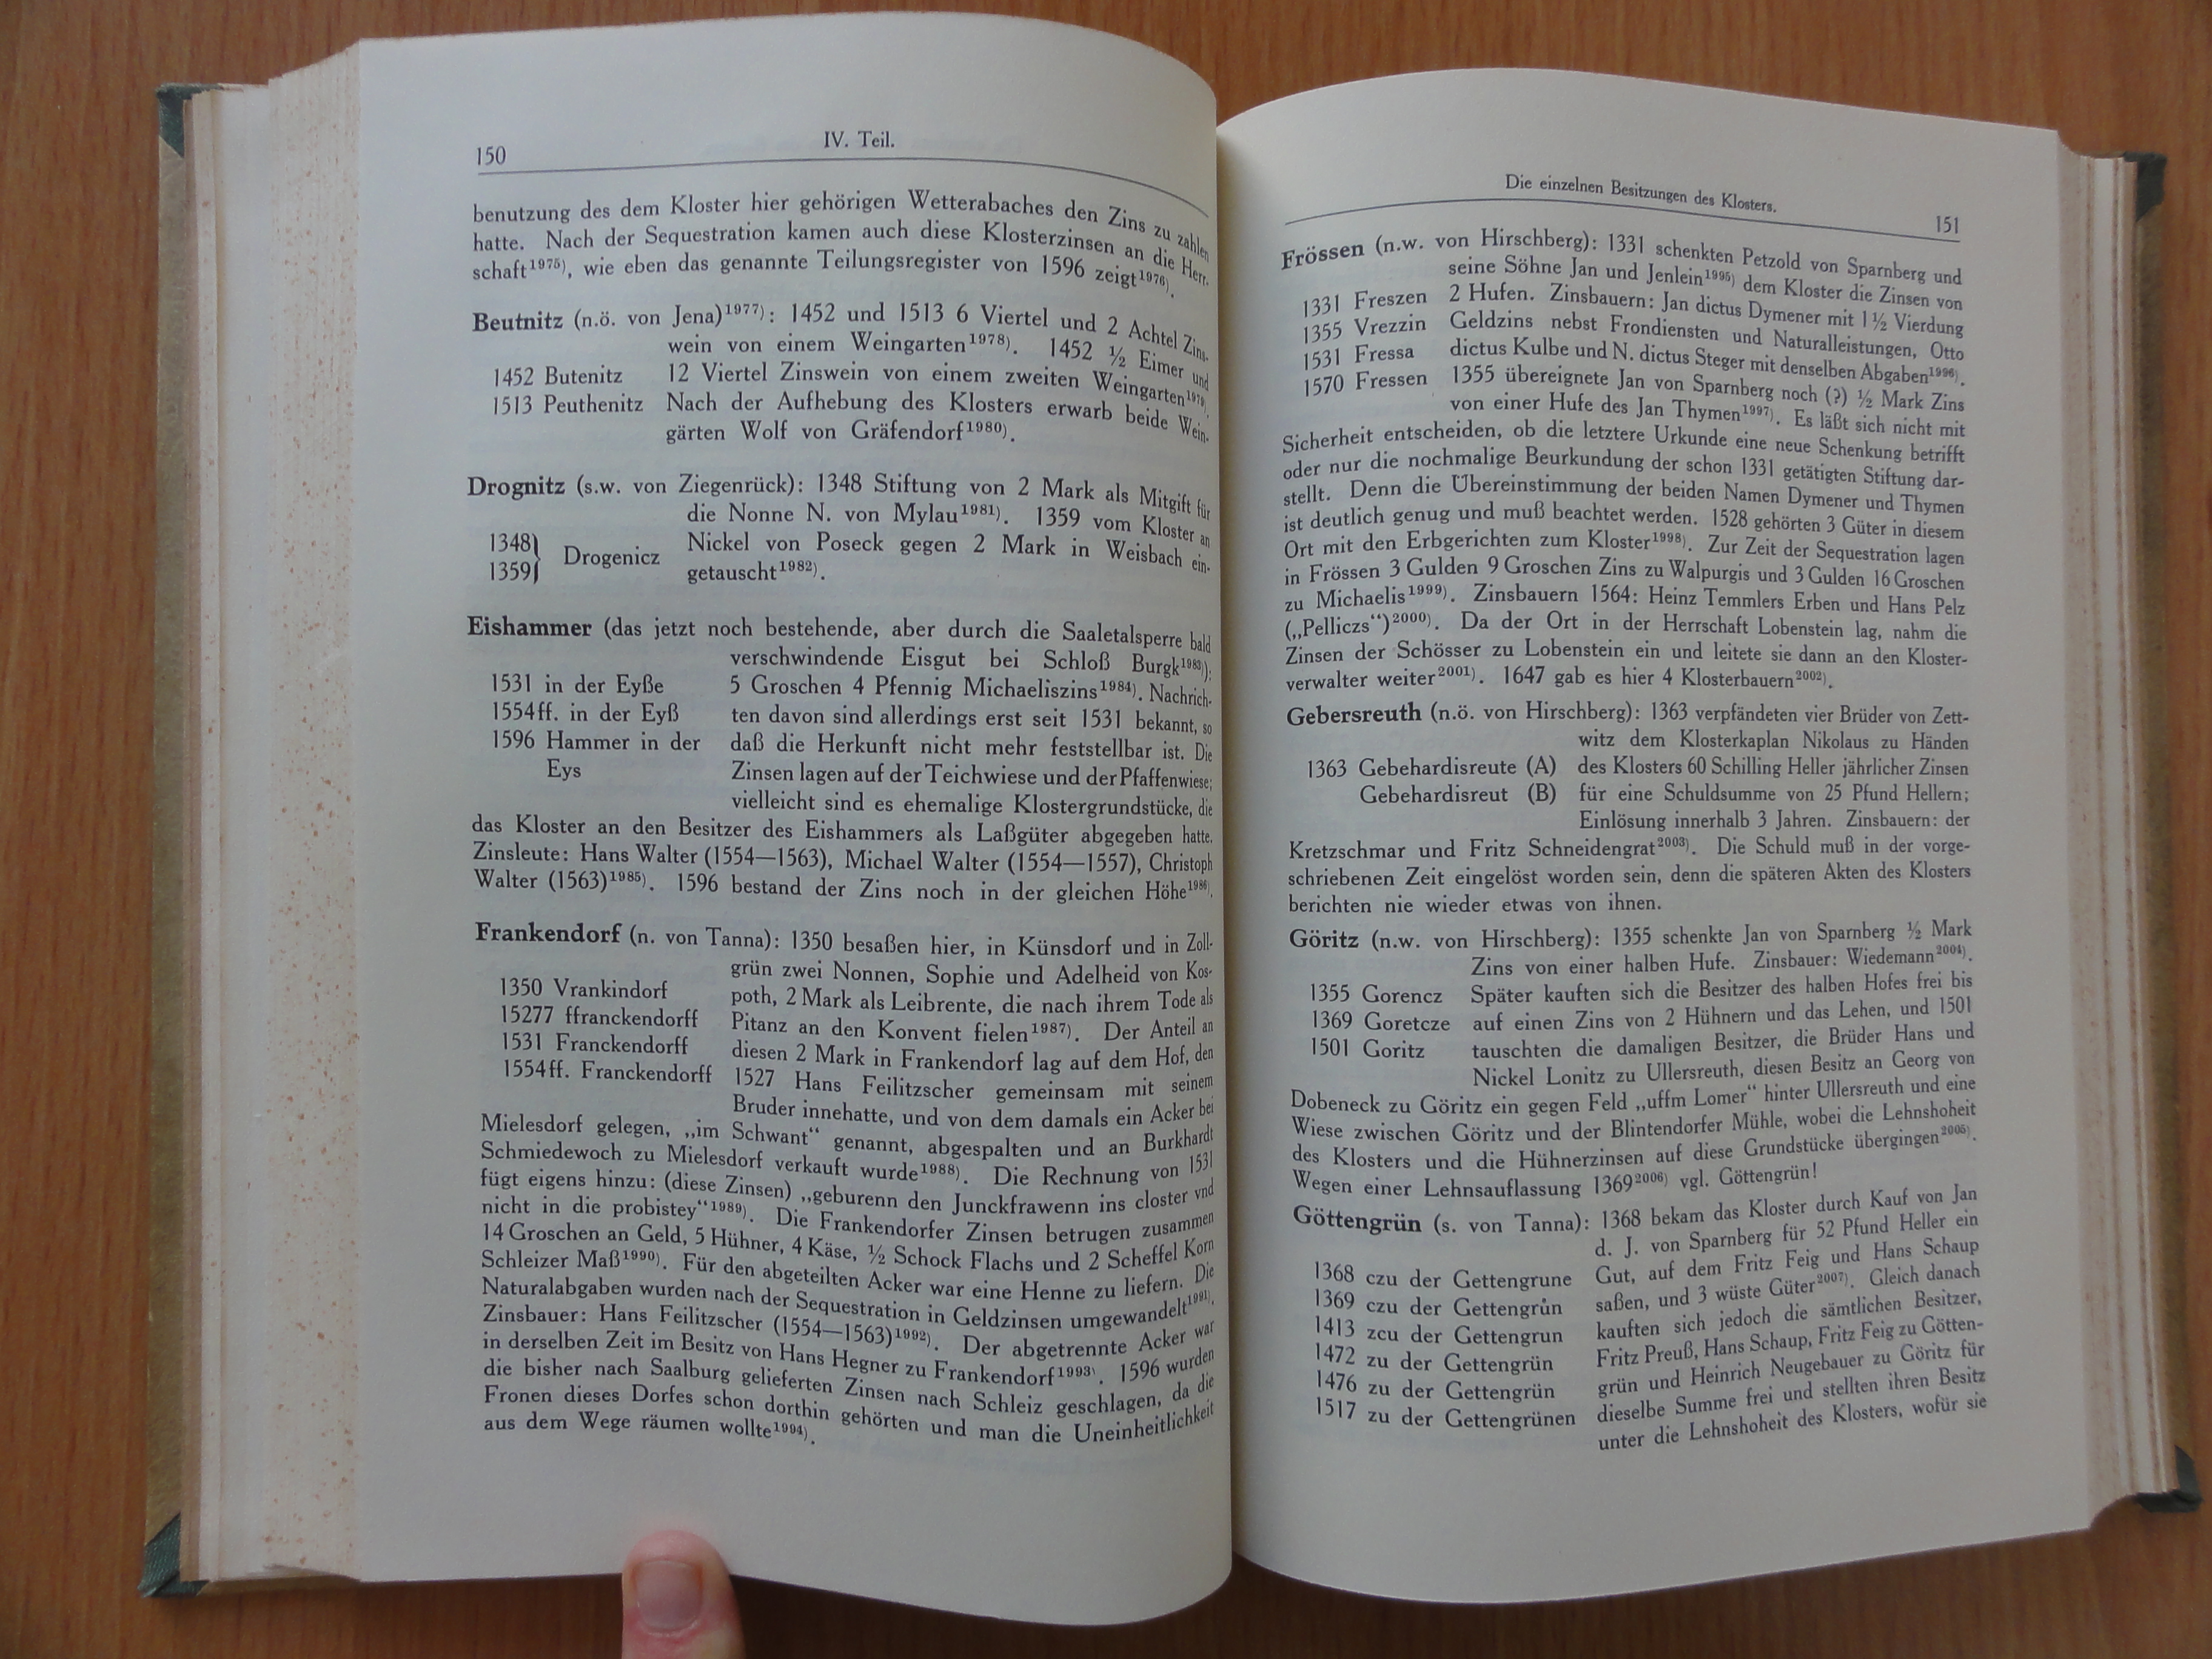 150
IV. Teil.
benutzung des dem Kloster hier gehörigen Wetterabaches den Zins zu zahlen
hatte. Nach der Sequestration kamen auch diese Klosterzinsen an die Herr-
schaft¹⁹⁷⁵), wie eben das genannte Teilungsregister von 1596 zeigt¹⁹⁷⁶).
Beutnitz (n.ö. von Jena)¹⁹⁷⁷): 1452 und 1513 6 Viertel und 2 Achtel Zins-
wein von einem Weingarten¹⁹⁷⁸). 1452 ½ Eimer und
1452 Butenitz 12 Viertel Zinswein von einem zweiten Weingarten¹⁹⁷⁹).
1513 Peuthenitz Nach der Aufhebung des Klosters erwarb beide Wein-
gärten Wolf von Gräfendorf¹⁹⁸⁰).
Drognitz (s.w. von Ziegenrück): 1348 Stiftung von 2 Mark als Mitgift für
die Nonne N. von Mylau¹⁹⁸¹). 1359 vom Kloster an
1348} Drogenicz Nickel von Poseck gegen 2 Mark in Weisbach ein-
1359} getauscht¹⁹⁸²).
Eishammer (das jetzt noch bestehende, aber durch die Saaletalsperre bald
verschwindende Eisgut bei Schloß Burgk¹⁹⁸³):
1531 in der Eyße 5 Groschen 4 Pfennig Michaeliszins¹⁹⁸⁴). Nachrich-
1554ff. in der Eyß ten davon sind allerdings erst seit 1531 bekannt, so
1596 Hammer in der daß die Herkunft nicht mehr feststellbar ist. Die
Eys Zinsen lagen auf der Teichwiese und der Pfaffenwiese;
vielleicht sind es ehemalige Klostergrundstücke, die
das Kloster an den Besitzer des Eishammers als Laßgüter abgegeben hatte.
Zinsleute: Hans Walter (1554—1563), Michael Walter (1554—1557), Christoph
Walter (1563)¹⁹⁸⁵). 1596 bestand der Zins noch in der gleichen Höhe¹⁹⁸⁶).
Frankendorf (n. von Tanna): 1350 besaßen hier, in Künsdorf und in Zoll-
grün zwei Nonnen, Sophie und Adelheid von Kos-
1350 Vrankindorf poth, 2 Mark als Leibrente, die nach ihrem Tode als
15277 ffranckendorff Pitanz an den Konvent fielen¹⁹⁸⁷). Der Anteil an
1531 Franckendorff diesen 2 Mark in Frankendorf lag auf dem Hof, den
1554ff. Franckendorff 1527 Hans Feilitzscher gemeinsam mit seinem
Bruder innehatte, und von dem damals ein Acker bei
Mielesdorf gelegen, „im Schwant“ genannt, abgespalten und an Burkhardt
Schmiedewoch zu Mielesdorf verkauft wurde¹⁹⁸⁸). Die Rechnung von 1531
fügt eigens hinzu: (diese Zinsen) „geburenn den Junckfrawenn ins closter vnd
nicht in die probistey“¹⁹⁸⁹). Die Frankendorfer Zinsen betrugen zusammen
14 Groschen an Geld, 5 Hühner, 4 Käse, ½ Schock Flachs und 2 Scheffel Korn
Schleizer Maß¹⁹⁹⁰). Für den abgeteilten Acker war eine Henne zu liefern. Die
Naturalabgaben wurden nach der Sequestration in Geldzinsen umgewandelt¹⁹⁹¹).
Zinsbauer: Hans Feilitzscher (1554—1563)¹⁹⁹²). Der abgetrennte Acker war
in derselben Zeit im Besitz von Hans Hegner zu Frankendorf¹⁹⁹³). 1596 wurden
die bisher nach Saalburg gelieferten Zinsen nach Schleiz geschlagen, da die
Fronen dieses Dorfes schon dorthin gehörten und man die Uneinheitlichkeit
aus dem Wege räumen wollte¹⁹⁹⁴).
Die einzelnen Besitzungen des Klosters.
151
Frössen (n.w. von Hirschberg): 1331 schenkten Petzold von Sparnberg und
seine Söhne Jan und Jenlein¹⁹⁹⁵) dem Kloster die Zinsen von
1331 Freszen 2 Hufen. Zinsbauern: Jan dictus Dymener mit 1½ Vierdung
1355 Vrezzin Geldzins nebst Frondiensten und Naturalleistungen, Otto
1531 Fressa dictus Kulbe und N. dictus Steger mit denselben Abgaben¹⁹⁹⁶).
1570 Fressen 1355 übereignete Jan von Sparnberg noch (?) ½ Mark Zins
von einer Hufe des Jan Thymen¹⁹⁹⁷). Es läßt sich nicht mit
Sicherheit entscheiden, ob die letztere Urkunde eine neue Schenkung betrifft
oder nur die nochmalige Beurkundung der schon 1331 getätigten Stiftung dar-
stellt. Denn die Übereinstimmung der beiden Namen Dymener und Thymen
ist deutlich genug und muß beachtet werden. 1528 gehörten 3 Güter in diesem
Ort mit den Erbgerichten zum Kloster¹⁹⁹⁸). Zur Zeit der Sequestration lagen
in Frössen 3 Gulden 9 Groschen Zins zu Walpurgis und 3 Gulden 16 Groschen
zu Michaelis¹⁹⁹⁹). Zinsbauern 1564: Heinz Temmlers Erben und Hans Pelz
(„Pelliczs“)²⁰⁰⁰). Da der Ort in der Herrschaft Lobenstein lag, nahm die
Zinsen der Schösser zu Lobenstein ein und leitete sie dann an den Kloster-
verwalter weiter²⁰⁰¹). 1647 gab es hier 4 Klosterbauern²⁰⁰²).
Gebersreuth (n.ö. von Hirschberg): 1363 verpfändeten vier Brüder von Zett-
witz dem Klosterkaplan Nikolaus zu Händen
1363 Gebehardisreute (A) des Klosters 60 Schilling Heller jährlicher Zinsen
Gebehardisreut (B) für eine Schuldsumme von 25 Pfund Hellern;
Einlösung innerhalb 3 Jahren. Zinsbauern: der
Kretzschmar und Fritz Schneidengrat²⁰⁰³). Die Schuld muß in der vorge-
schriebenen Zeit eingelöst worden sein, denn die späteren Akten des Klosters
berichten nie wieder etwas von ihnen.
Göritz (n.w. von Hirschberg): 1355 schenkte Jan von Sparnberg ½ Mark
Zins von einer halben Hufe. Zinsbauer: Wiedemann²⁰⁰⁴).
1355 Gorencz Später kauften sich die Besitzer des halben Hofes frei bis
1369 Goretcze auf einen Zins von 2 Hühnern und das Lehen, und 1501
1501 Goritz tauschten die damaligen Besitzer, die Brüder Hans und
Nickel Lonitz zu Ullersreuth, diesen Besitz an Georg von
Dobeneck zu Göritz ein gegen Feld „uffm Lomer“ hinter Ullersreuth und eine
Wiese zwischen Göritz und der Blintendorfer Mühle, wobei die Lehnshoheit
des Klosters und die Hühnerzinsen auf diese Grundstücke übergingen²⁰⁰⁵).
Wegen einer Lehnsauflassung 1369²⁰⁰⁶) vgl. Göttengrün!
Göttengrün (s. von Tanna): 1368 bekam das Kloster durch Kauf von Jan
d. J. von Sparnberg für 52 Pfund Heller ein
1368 czu der Gettengrune Gut, auf dem Fritz Feig und Hans Schaup
1369 czu der Gettengrůn saßen, und 3 wüste Güter²⁰⁰⁷). Gleich danach
1413 zcu der Gettengrun kauften sich jedoch die sämtlichen Besitzer,
1472 zu der Gettengrün Fritz Preuß, Hans Schaup, Fritz Feig zu Götten-
1476 zu der Gettengrün grün und Heinrich Neugebauer zu Göritz für
1517 zu der Gettengrünen dieselbe Summe frei und stellten ihren Besitz
unter die Lehnshoheit des Klosters, wofür sie